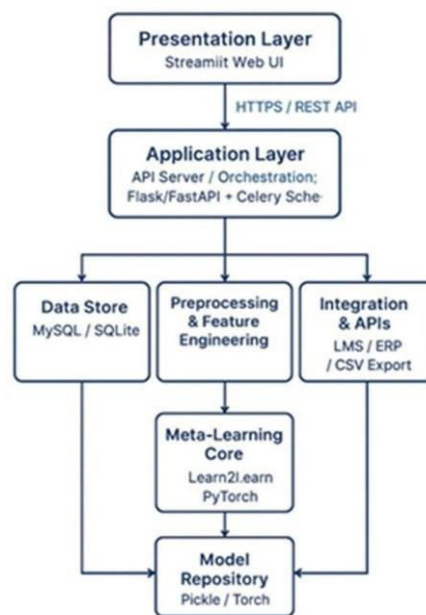 Presentation Layer
Streamiit Web UI
HTTPS / REST API
Application Layer
API Server / Orchestration;
Flask/FastAPI + Celery Sche-
Data Store
MySQL / SQLite
Preprocessing
& Feature
Engineering
Integration
& APIs
LMS / ERP
/ CSV Export
Meta-Learning
Core
Learn2l.earn
PyTorch
Model
Repository
Pickle / Torch